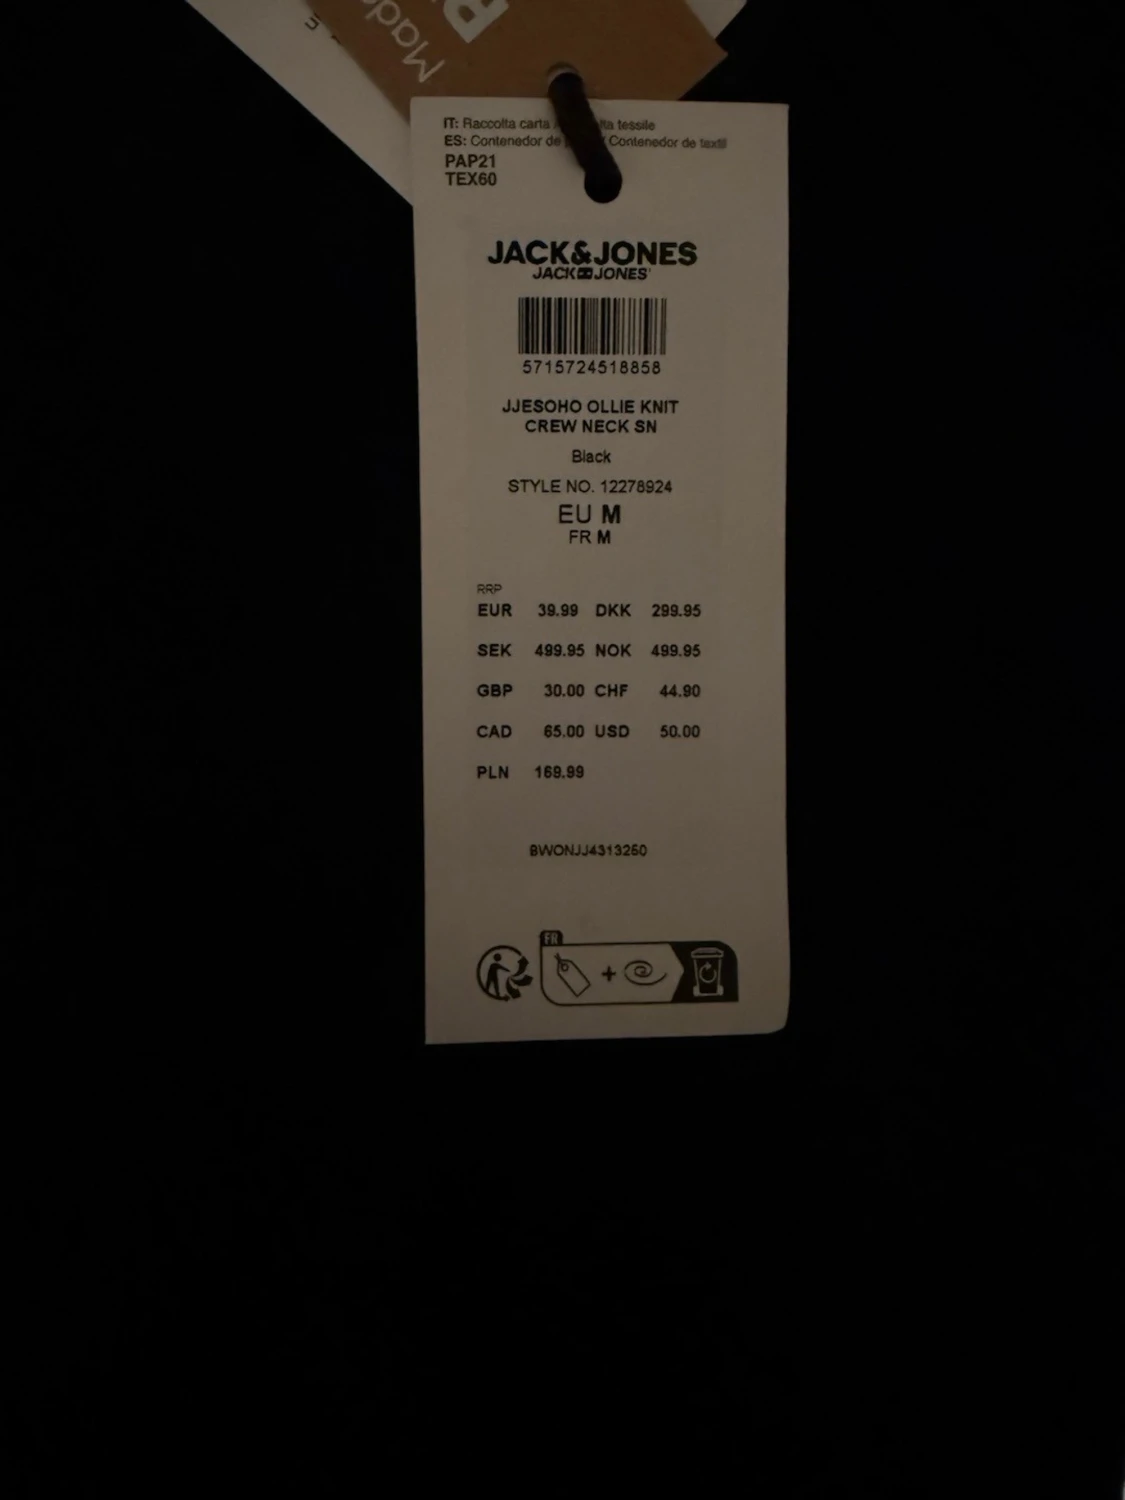 Made
IT: Raccolta carta tessile
ES: Contenedor de Contenedor de textil
PAP21
TEX60
JACK&JONES
JACK JONES
5715724518858
JJESOHO OLLIE KNIT
CREW NECK SN
Black
STYLE NO. 12278924
EU M
FR M
RRP
EUR 39.99 DKK 299.95
SEK 499.95 NOK 499.95
GBP 30.00 CHF 44.90
CAD 65.00 USD 50.00
PLN 169.99
BWONJJ4313250
FR
+